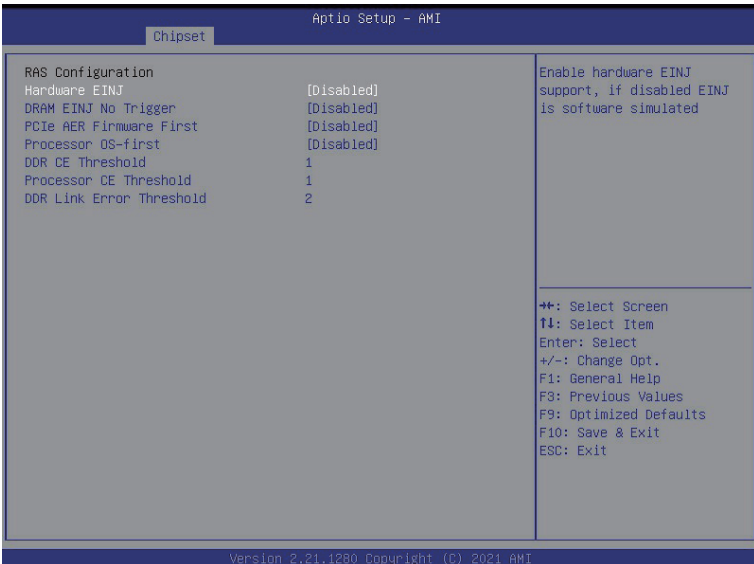 Aptio Setup – AMI
Chipset
RAS Configuration
Hardware EINJ [Disabled]
DRAM EINJ No Trigger [Disabled]
PCIe AER Firmware First [Disabled]
Processor OS-first [Disabled]
DDR CE Threshold 1
Processor CE Threshold 1
DDR Link Error Threshold 2
Enable hardware EINJ
support, if disabled EINJ
is software simulated
→←: Select Screen
↑↓: Select Item
Enter: Select
+/-: Change Opt.
F1: General Help
F3: Previous Values
F9: Optimized Defaults
F10: Save & Exit
ESC: Exit
Version 2.21.1280 Copyright (C) 2021 AMI